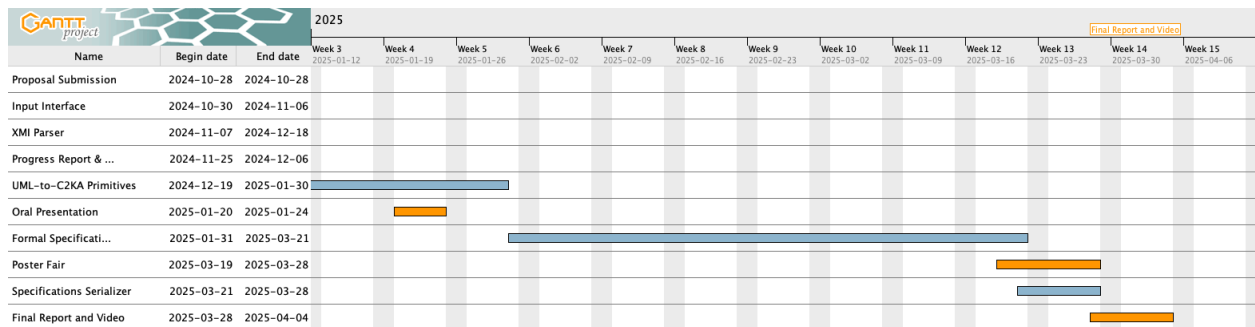 GANTT
project
2025
Final Report and Video
Name Begin date End date
Week 3 Week 4 Week 5 Week 6 Week 7 Week 8 Week 9 Week 10 Week 11 Week 12 Week 13 Week 14 Week 15
2025-01-12 2025-01-19 2025-01-26 2025-02-02 2025-02-09 2025-02-16 2025-02-23 2025-03-02 2025-03-09 2025-03-16 2025-03-23 2025-03-30 2025-04-06
Proposal Submission 2024-10-28 2024-10-28
Input Interface 2024-10-30 2024-11-06
XMI Parser 2024-11-07 2024-12-18
Progress Report & ... 2024-11-25 2024-12-06
UML-to-C2KA Primitives 2024-12-19 2025-01-30
Oral Presentation 2025-01-20 2025-01-24
Formal Specificati... 2025-01-31 2025-03-21
Poster Fair 2025-03-19 2025-03-28
Specifications Serializer 2025-03-21 2025-03-28
Final Report and Video 2025-03-28 2025-04-04